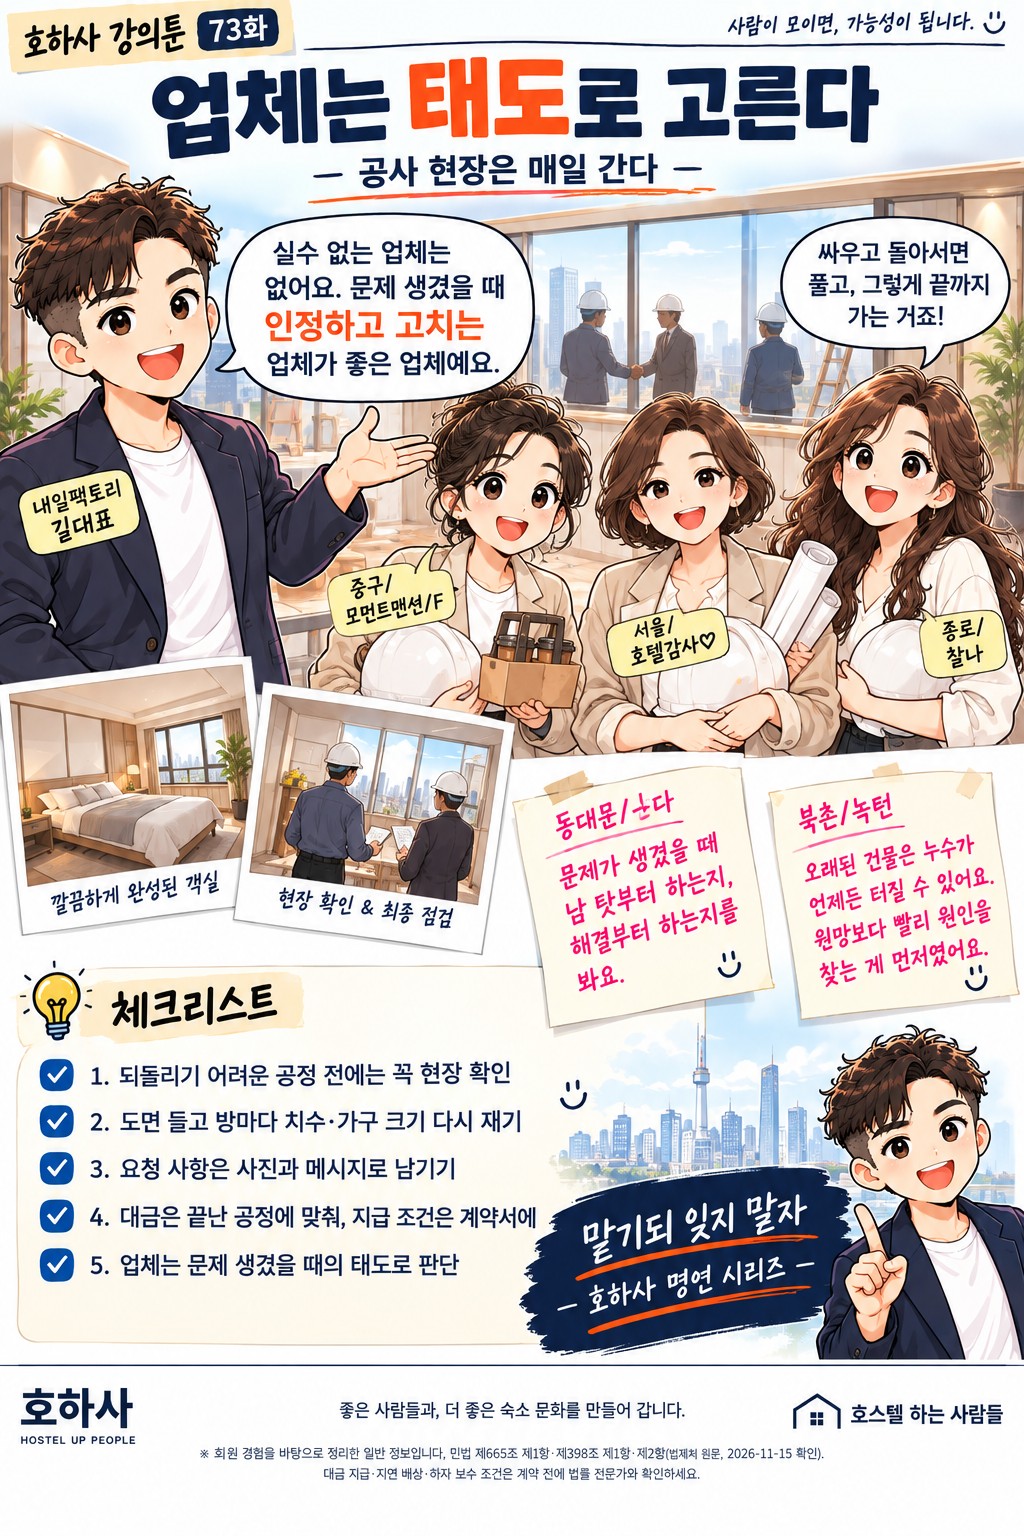 호하사 강의툰 73화
사람이 모이면, 가능성이 됩니다.
업체는 태도로 고른다
— 공사 현장은 매일 간다 —
실수 없는 업체는
없어요. 문제 생겼을 때
인정하고 고치는
업체가 좋은 업체예요.
싸우고 돌아서면
풀고, 그렇게 끝까지
가는 거죠!
내일팩토리
길대표
중구/
모먼트맨션/F
서울/
호텔감사♡
종로/
찰나
깔끔하게 완성된 객실
현장 확인 & 최종 점검
동대문/
문제가 생겼을 때
남 탓부터 하는지,
해결부터 하는지를
봐요.
북촌/녹턴
오래된 건물은 누수가
언제든 터질 수 있어요.
원망보다 빨리 원인을
찾는 게 먼저였어요.
체크리스트
1. 되돌리기 어려운 공정 전에는 꼭 현장 확인
2. 도면 들고 방마다 치수·가구 크기 다시 재기
3. 요청 사항은 사진과 메시지로 남기기
4. 대금은 끝난 공정에 맞춰, 지급 조건은 계약서에
5. 업체는 문제 생겼을 때의 태도로 판단
맡기되 잊지 말자
— 호하사 명연 시리즈 —
호하사
HOSTEL UP PEOPLE
좋은 사람들과, 더 좋은 숙소 문화를 만들어 갑니다.
호스텔 하는 사람들
※ 회원 경험을 바탕으로 정리한 일반 정보입니다, 민법 제665조 제1항·제398조 제1항·제2항(법제처 원문, 2026-11-15 확인).
대금 지급·지연 배상·하자 보수 조건은 계약 전에 법률 전문가와 확인하세요.